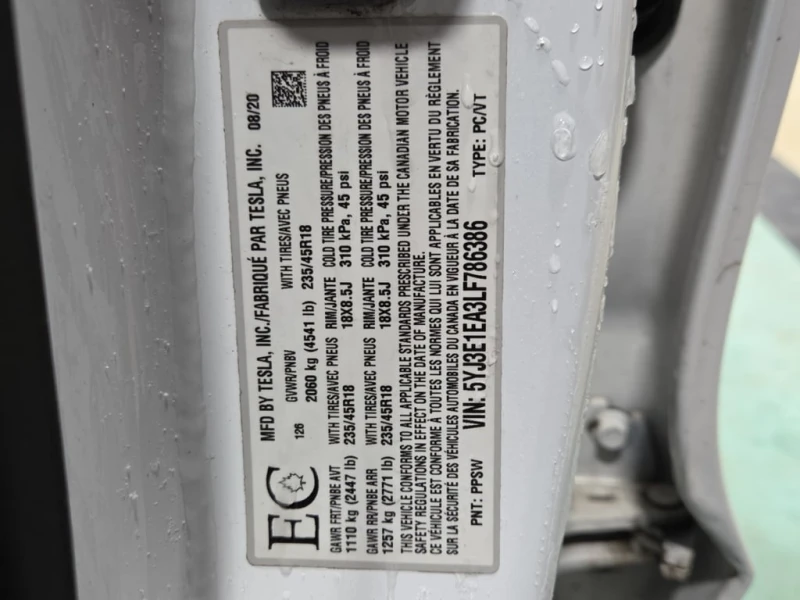 EC
MFD BY TESLA, INC./FABRIQUÉ PAR TESLA, INC. 08/20
126
GVWR/PNBV WITH TIRES/AVEC PNEUS
2060 kg (4541 lb) 235/45R18
GAWR FRT/PNBE AVT WITH TIRES/AVEC PNEUS RIM/JANTE COLD TIRE PRESSURE/PRESSION DES PNEUS À FROID
1110 kg (2447 lb) 235/45R18 18X8.5J 310 kPa, 45 psi
GAWR RR/PNBE ARR WITH TIRES/AVEC PNEUS RIM/JANTE COLD TIRE PRESSURE/PRESSION DES PNEUS À FROID
1257 kg (2771 lb) 235/45R18 18X8.5J 310 kPa, 45 psi
THIS VEHICLE CONFORMS TO ALL APPLICABLE STANDARDS PRESCRIBED UNDER THE CANADIAN MOTOR VEHICLE
SAFETY REGULATIONS IN EFFECT ON THE DATE OF MANUFACTURE.
CE VÉHICULE EST CONFORME À TOUTES LES NORMES QUI LUI SONT APPLICABLES EN VERTU DU RÈGLEMENT
SUR LA SÉCURITÉ DES VÉHICULES AUTOMOBILES DU CANADA EN VIGUEUR À LA DATE DE SA FABRICATION.
PNT: PPSW VIN: 5YJ3E1EA3LF786386 TYPE: PC/VT